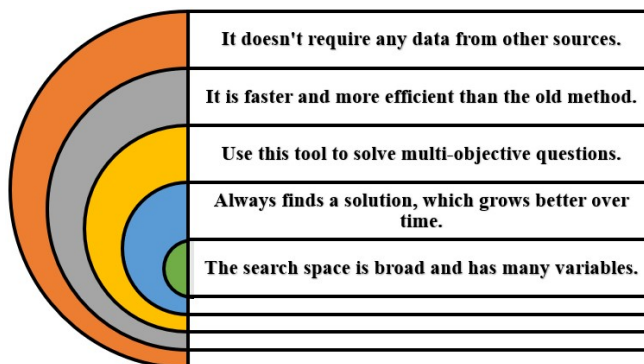 It doesn't require any data from other sources.
It is faster and more efficient than the old method.
Use this tool to solve multi-objective questions.
Always finds a solution, which grows better over
time.
The search space is broad and has many variables.